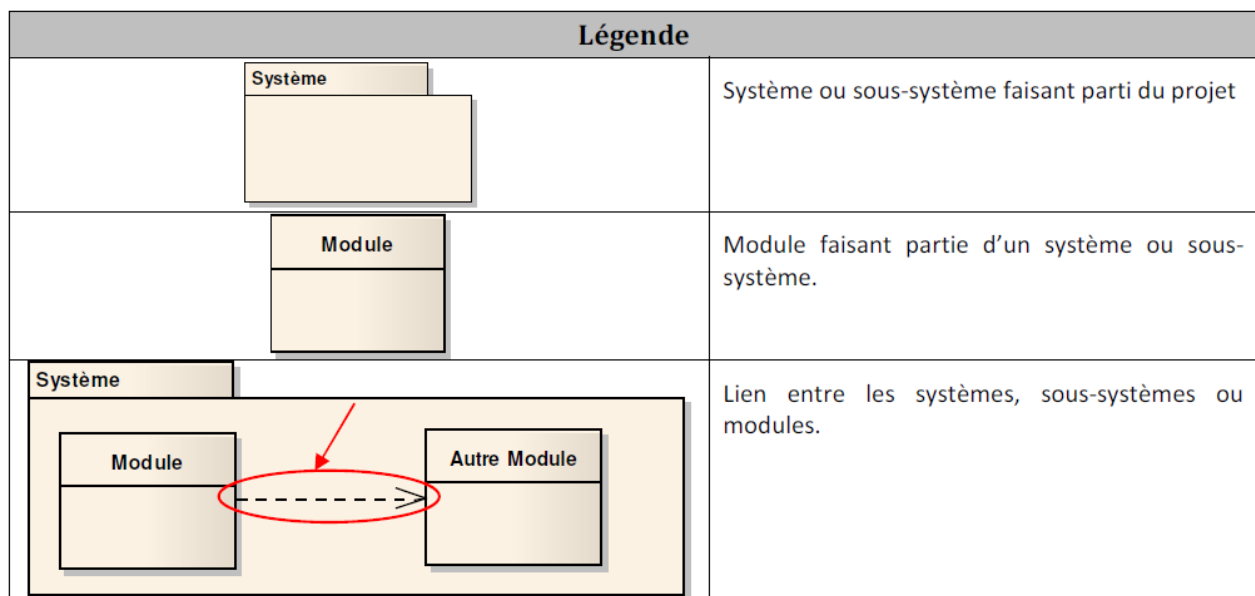 Légende
Système
Système ou sous-système faisant parti du projet
Module
Module faisant partie d'un système ou sous-
système.
Système
Module
Autre Module
Lien entre les systèmes, sous-systèmes ou
modules.